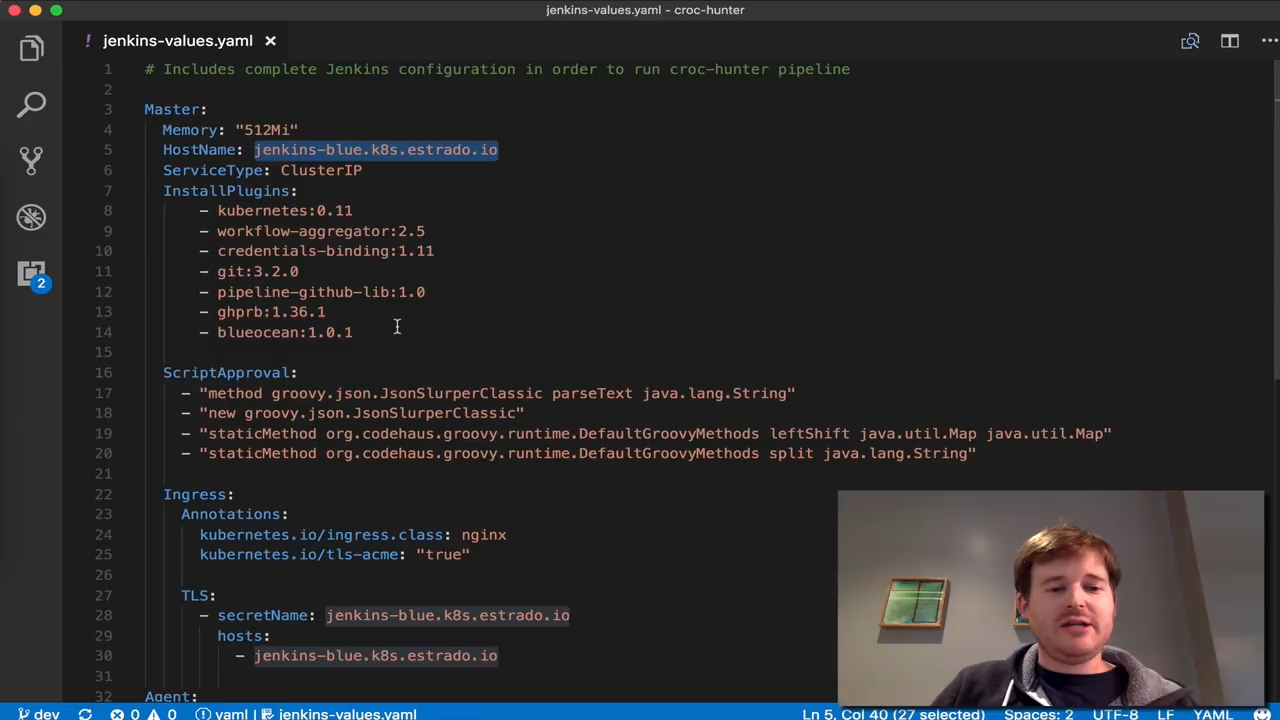 jenkins-values.yaml - croc-hunter
! jenkins-values.yaml ×
1 # Includes complete Jenkins configuration in order to run croc-hunter pipeline
2
3 Master:
4 Memory: "512Mi"
5 HostName: jenkins-blue.k8s.estrado.io
6 ServiceType: ClusterIP
7 InstallPlugins:
8 - kubernetes:0.11
9 - workflow-aggregator:2.5
10 - credentials-binding:1.11
11 - git:3.2.0
12 - pipeline-github-lib:1.0
13 - ghprb:1.36.1
14 - blueocean:1.0.1
15
16 ScriptApproval:
17 - "method groovy.json.JsonSlurperClassic parseText java.lang.String"
18 - "new groovy.json.JsonSlurperClassic"
19 - "staticMethod org.codehaus.groovy.runtime.DefaultGroovyMethods leftShift java.util.Map java.util.Map"
20 - "staticMethod org.codehaus.groovy.runtime.DefaultGroovyMethods split java.lang.String"
21
22 Ingress:
23 Annotations:
24 kubernetes.io/ingress.class: nginx
25 kubernetes.io/tls-acme: "true"
26
27 TLS:
28 - secretName: jenkins-blue.k8s.estrado.io
29 hosts:
30 - jenkins-blue.k8s.estrado.io
31
32 Agent:
2
dev 0 0 yaml | jenkins-values.yaml Ln 5, Col 40 (27 selected) Spaces: 2 UTF-8 LF YAML